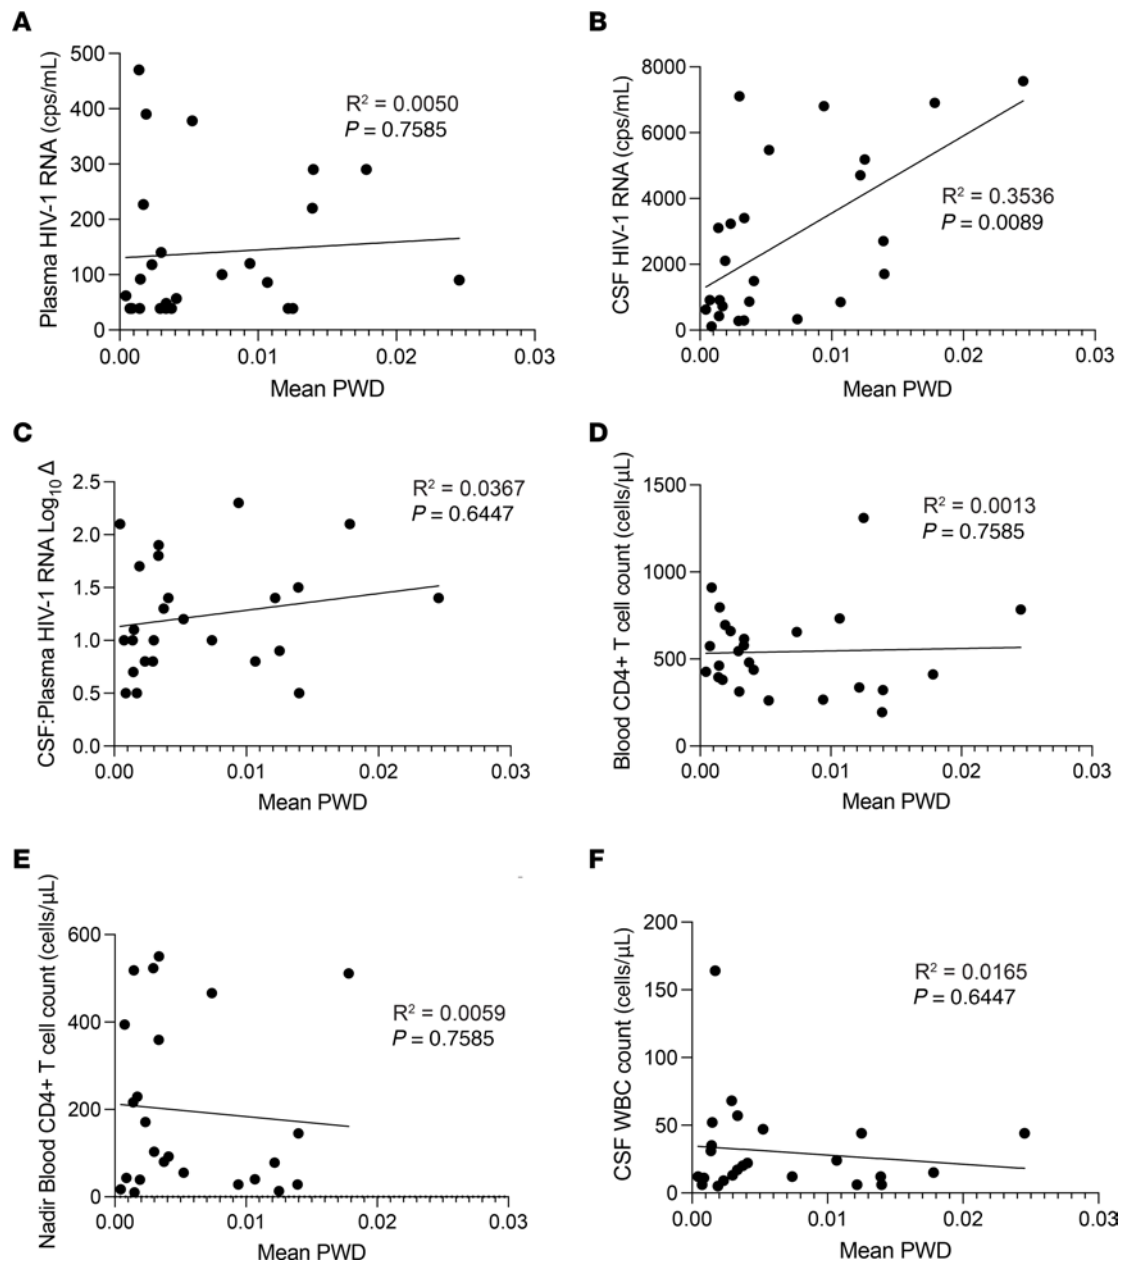 A
Plasma HIV-1 RNA (cps/mL)
500
400
300
200
100
0
R² = 0.0050
P = 0.7585
0.00
0.01
0.02
0.03
Mean PWD
B
CSF HIV-1 RNA (cps/mL)
8000
6000
4000
2000
0
R² = 0.3536
P = 0.0089
0.00
0.01
0.02
0.03
Mean PWD
C
CSF:Plasma HIV-1 RNA Log₁₀ Δ
2.5
2.0
1.5
1.0
0.5
0.0
R² = 0.0367
P = 0.6447
0.00
0.01
0.02
0.03
Mean PWD
D
Blood CD4+ T cell count (cells/μL)
1500
1000
500
0
R² = 0.0013
P = 0.7585
0.00
0.01
0.02
0.03
Mean PWD
E
Nadir Blood CD4+ T cell count (cells/μL)
600
400
200
0
R² = 0.0059
P = 0.7585
0.00
0.01
0.02
0.03
Mean PWD
F
CSF WBC count (cells/μL)
200
150
100
50
0
R² = 0.0165
P = 0.6447
0.00
0.01
0.02
0.03
Mean PWD